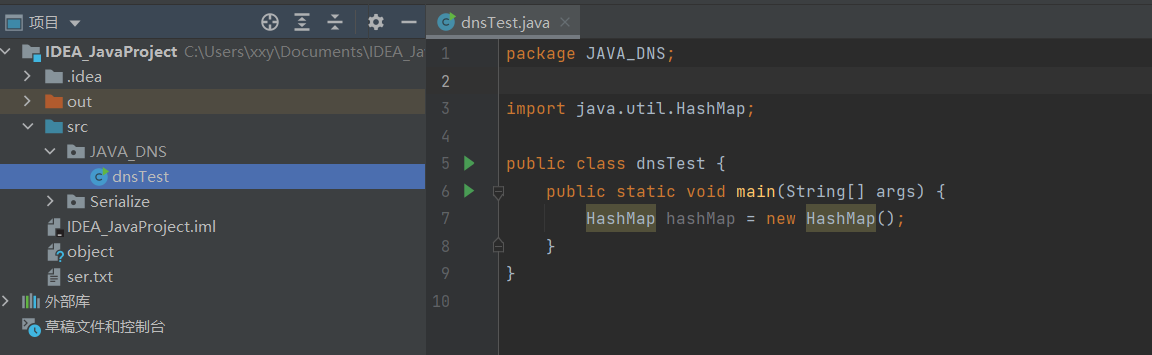 项目
IDEA_JavaProject C:\Users\xxy\Documents\IDEA_Ja
.idea
out
src
JAVA_DNS
dnsTest
Serialize
IDEA_JavaProject.iml
object
ser.txt
外部库
草稿文件和控制台
dnsTest.java
1 package JAVA_DNS;
2
3 import java.util.HashMap;
4
5 public class dnsTest {
6 public static void main(String[] args) {
7 HashMap hashMap = new HashMap();
8 }
9 }
10